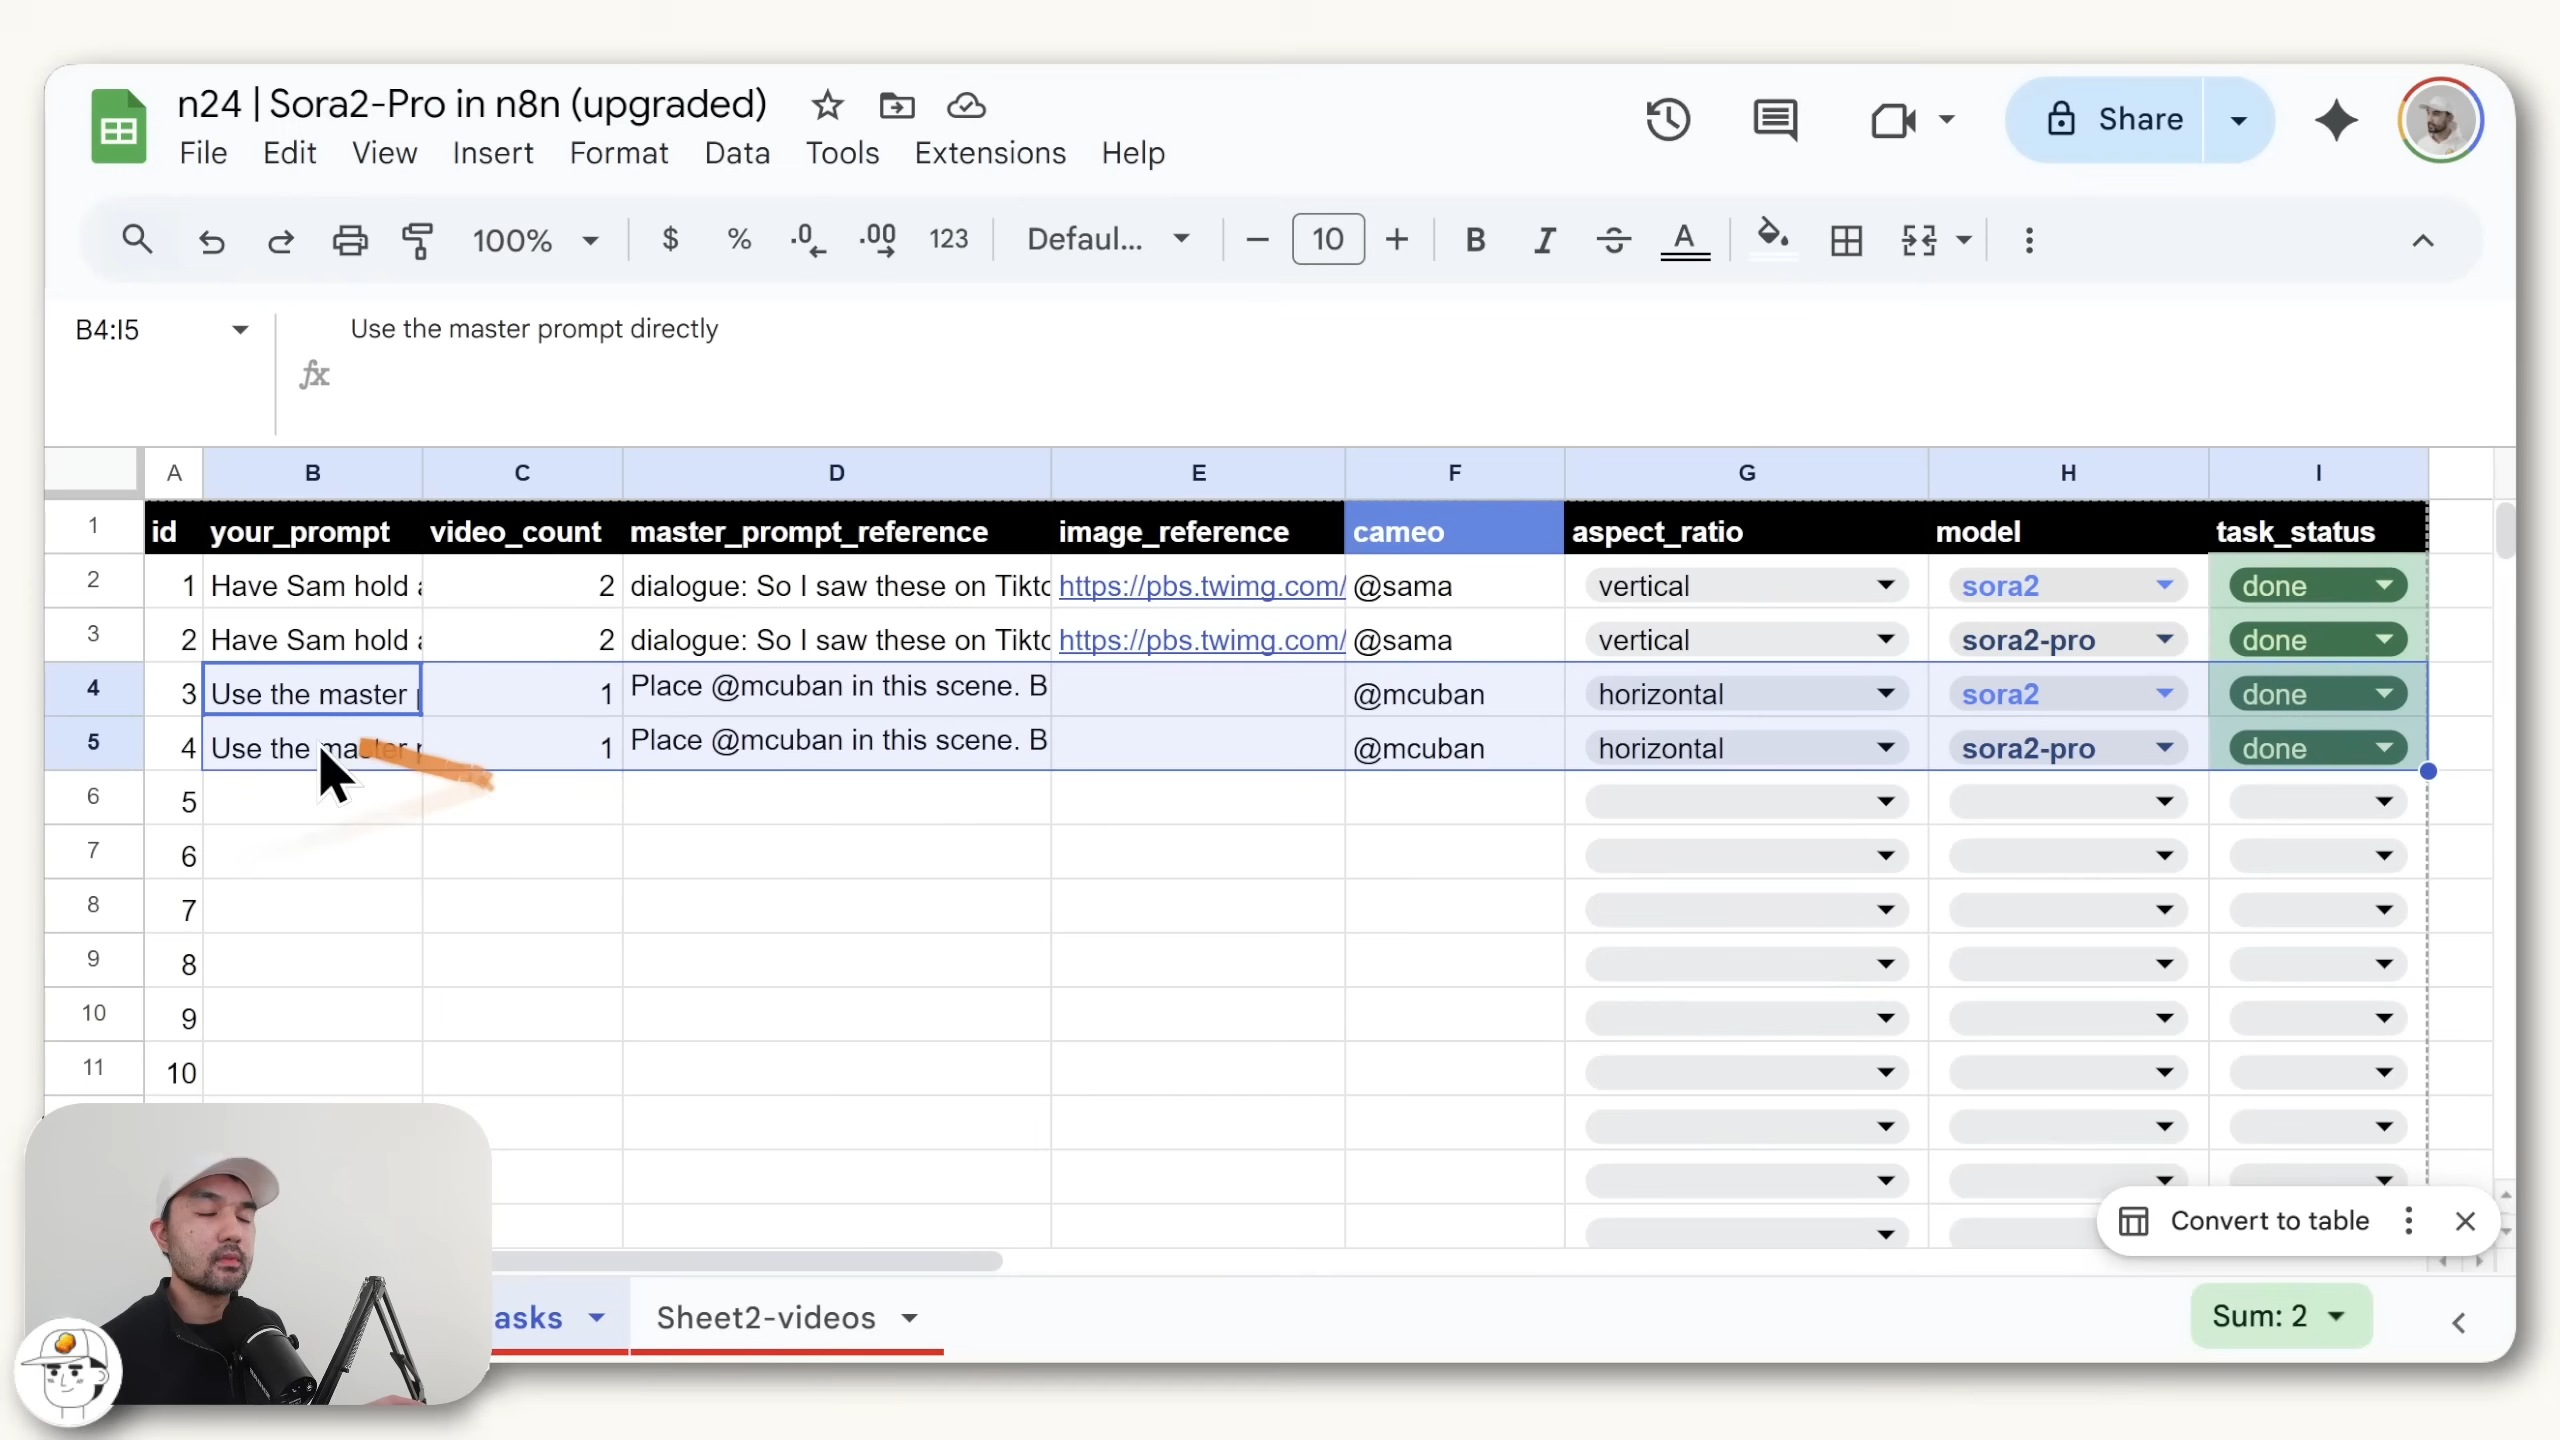 n24 | Sora2-Pro in n8n (upgraded)
File Edit View Insert Format Data Tools Extensions Help
Share
100% $ % .0 .00 123 Defaul... 10 B I A
B4:I5
Use the master prompt directly
fx
A B C D E F G H I
1 id your_prompt video_count master_prompt_reference image_reference cameo aspect_ratio model task_status
2 1 Have Sam hold 2 dialogue: So I saw these on Tikto https://pbs.twimg.com/ @sama vertical sora2 done
3 2 Have Sam hold 2 dialogue: So I saw these on Tikto https://pbs.twimg.com/ @sama vertical sora2-pro done
4 3 Use the master 1 Place @mcuban in this scene. B @mcuban horizontal sora2 done
5 4 Use the master 1 Place @mcuban in this scene. B @mcuban horizontal sora2-pro done
6 5
7 6
8 7
9 8
10 9
11 10
Convert to table
asks Sheet2-videos Sum: 2